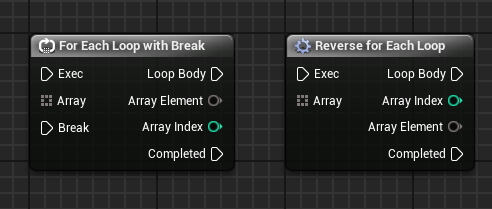 For Each Loop with Break
Exec
Loop Body
Array
Array Element
Break
Array Index
Completed
Reverse for Each Loop
Exec
Loop Body
Array
Array Index
Array Element
Completed